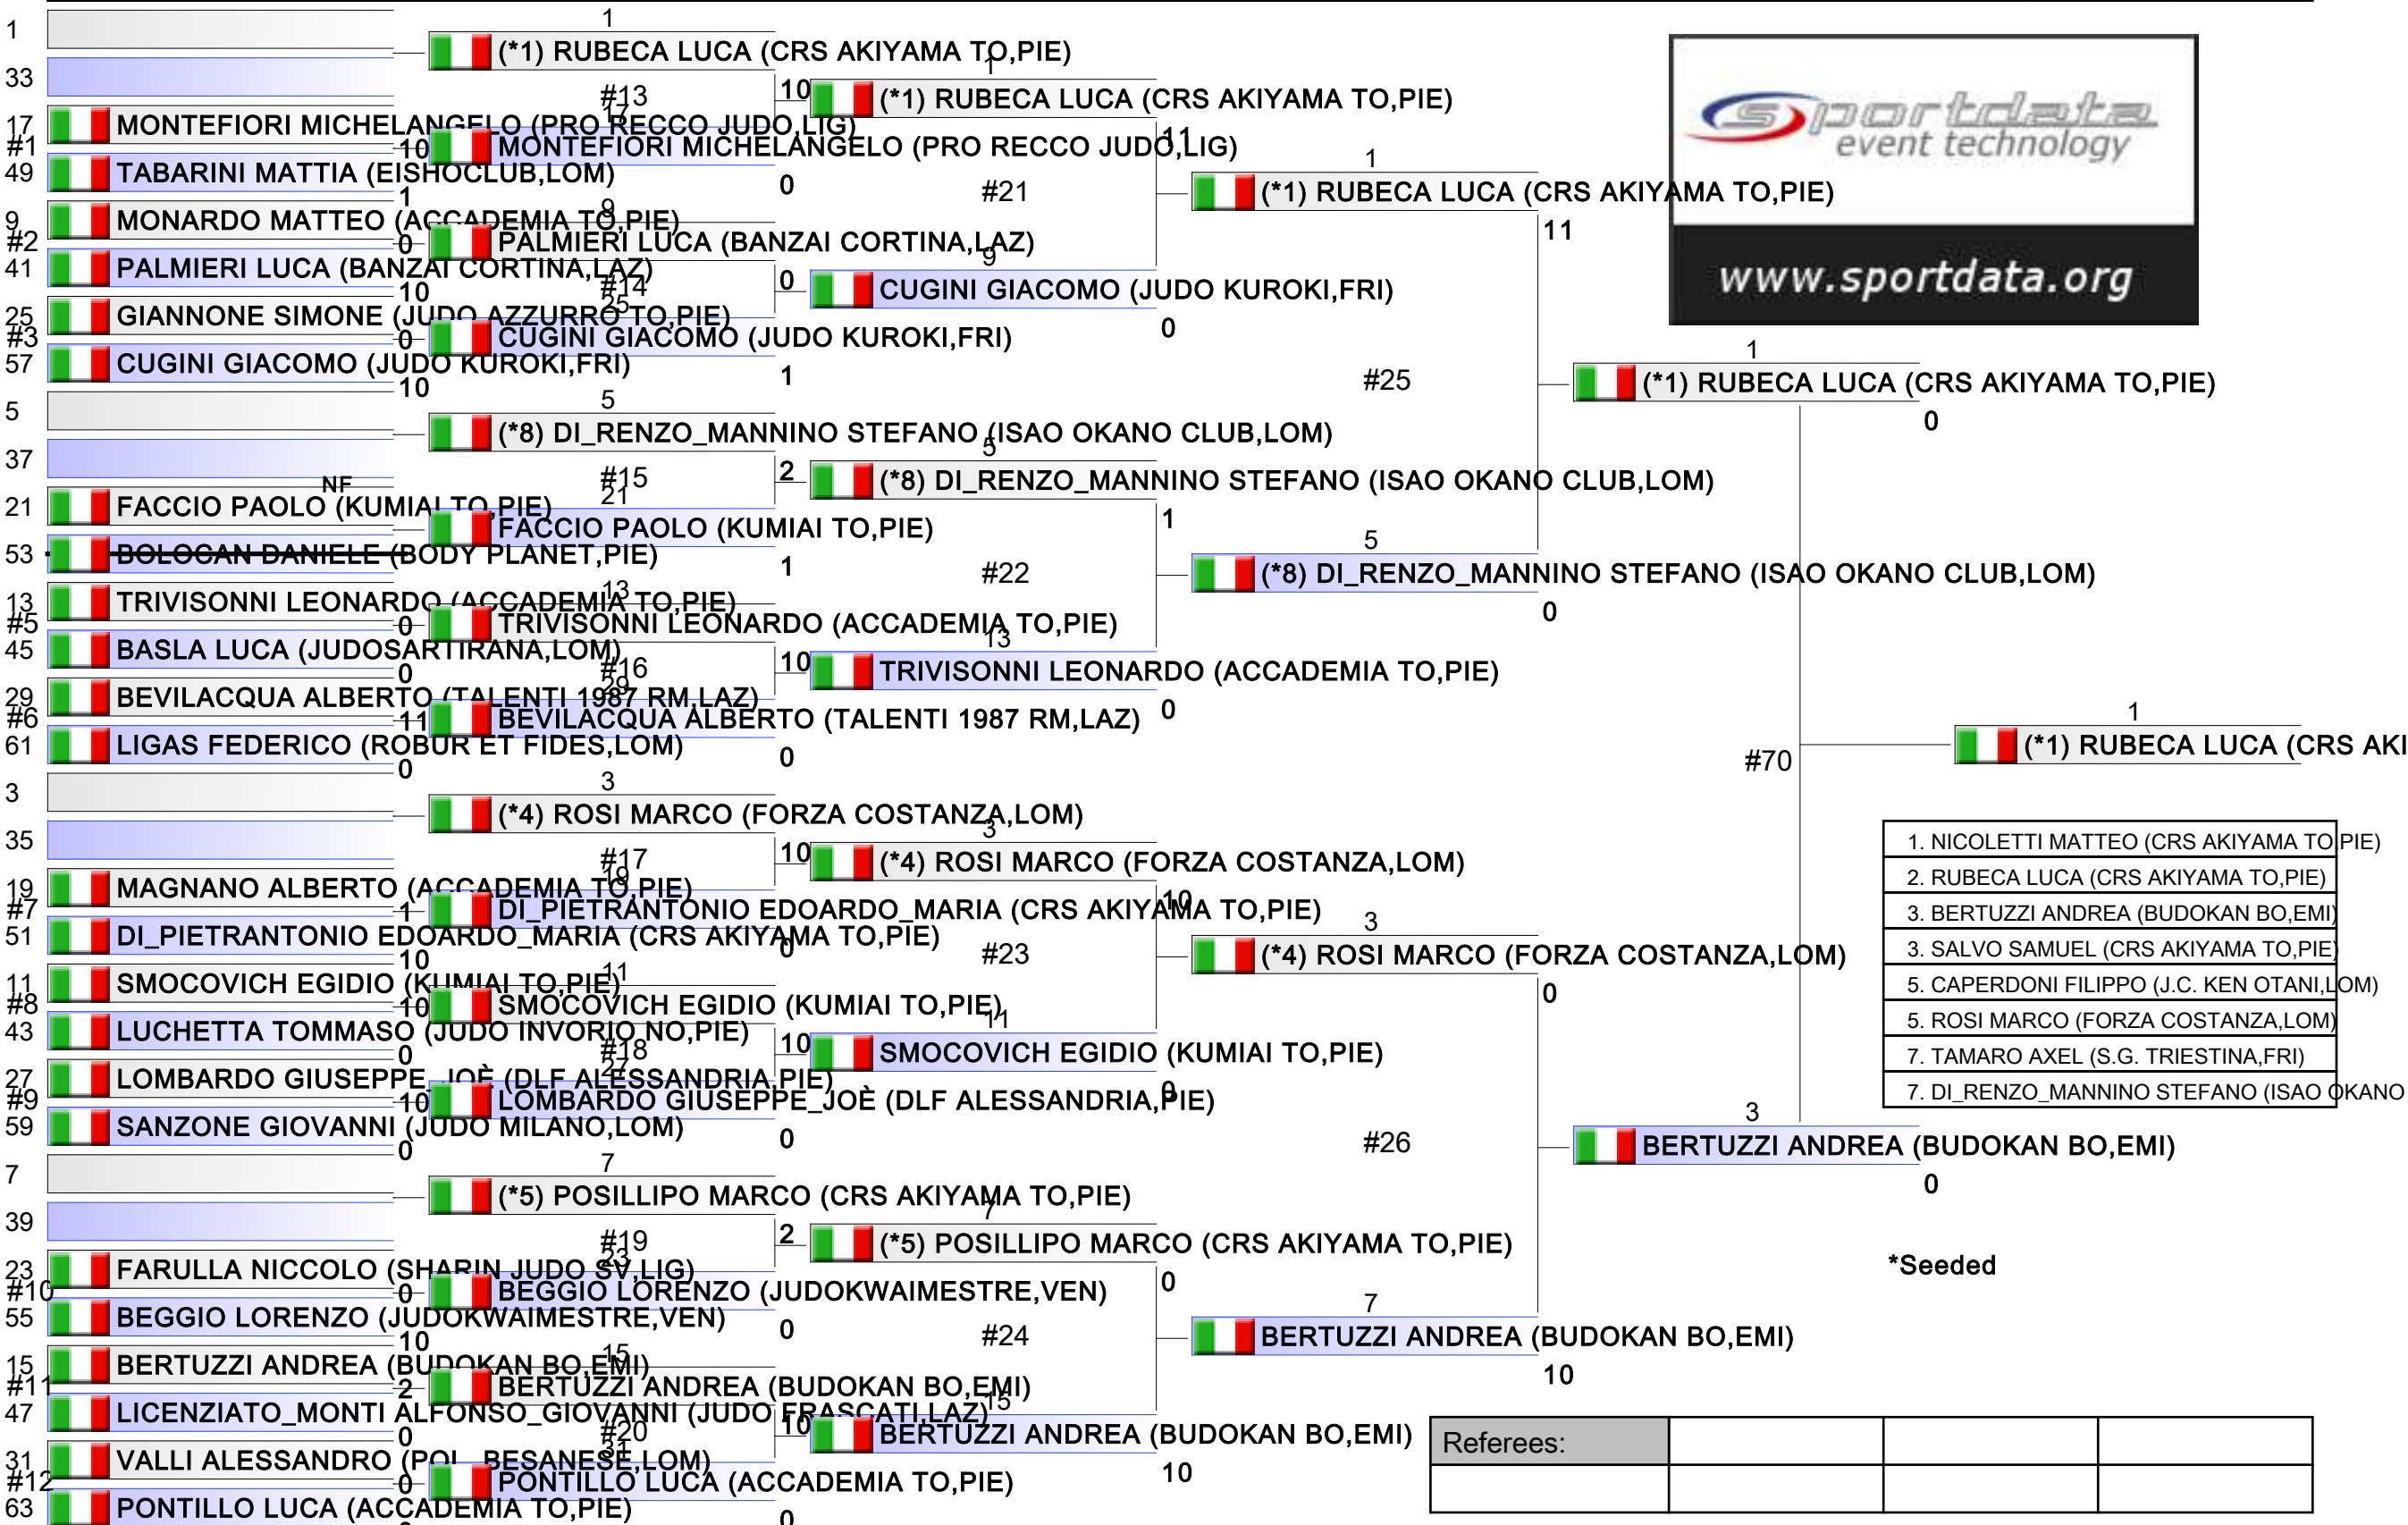 1
33
17 MONTEFIORI MICHELANGELO (PRO RECCO JUDO,LIG) 10
#1
49 TABARINI MATTIA (EISHOCLUB,LOM) 1
9 MONARDO MATTEO (ACCADEMIA TO,PIE) 0
#2
41 PALMIERI LUCA (BANZAI CORTINA,LAZ) 10
25 GIANNONE SIMONE (JUDO AZZURRO TO,PIE) 0
#3
57 CUGINI GIACOMO (JUDO KUROKI,FRI) 10
5
37
NF
21 FACCIO PAOLO (KUMIAI TO,PIE)
53 BOLOCAN DANIELE (BODY PLANET,PIE)
13 TRIVISONNI LEONARDO (ACCADEMIA TO,PIE) 0
#5
45 BASLA LUCA (JUDOSARTIRANA,LOM) 0
29 BEVILACQUA ALBERTO (TALENTI 1987 RM,LAZ) 11
#6
61 LIGAS FEDERICO (ROBUR ET FIDES,LOM) 0
3
35
19 MAGNANO ALBERTO (ACCADEMIA TO,PIE) 1
#7
51 DI_PIETRANTONIO EDOARDO_MARIA (CRS AKIYAMA TO,PIE) 10
11 SMOCOVICH EGIDIO (KUMIAI TO,PIE) 10
#8
43 LUCHETTA TOMMASO (JUDO INVORIO NO,PIE) 0
27 LOMBARDO GIUSEPPE_JOÈ (DLF ALESSANDRIA,PIE) 10
#9
59 SANZONE GIOVANNI (JUDO MILANO,LOM) 0
7
39
23 FARULLA NICCOLO (SHARIN JUDO SV,LIG) 0
#10
55 BEGGIO LORENZO (JUDOKWAIMESTRE,VEN) 10
15 BERTUZZI ANDREA (BUDOKAN BO,EMI) 2
#11
47 LICENZIATO_MONTI ALFONSO_GIOVANNI (JUDO FRASCATI,LAZ) 0
31 VALLI ALESSANDRO (POL. BESANESE,LOM) 0
#12
63 PONTILLO LUCA (ACCADEMIA TO,PIE)
1
(*1) RUBECA LUCA (CRS AKIYAMA TO,PIE) 10
#13
17
MONTEFIORI MICHELANGELO (PRO RECCO JUDO,LIG) 0
9
PALMIERI LUCA (BANZAI CORTINA,LAZ) 0
#14
25
CUGINI GIACOMO (JUDO KUROKI,FRI) 1
5
(*8) DI_RENZO_MANNINO STEFANO (ISAO OKANO CLUB,LOM) 2
#15
21
FACCIO PAOLO (KUMIAI TO,PIE) 1
13
TRIVISONNI LEONARDO (ACCADEMIA TO,PIE) 10
#16
29
BEVILACQUA ALBERTO (TALENTI 1987 RM,LAZ) 0
3
(*4) ROSI MARCO (FORZA COSTANZA,LOM) 10
#17
19
DI_PIETRANTONIO EDOARDO_MARIA (CRS AKIYAMA TO,PIE) 0
11
SMOCOVICH EGIDIO (KUMIAI TO,PIE) 10
#18
27
LOMBARDO GIUSEPPE_JOÈ (DLF ALESSANDRIA,PIE) 0
7
(*5) POSILLIPO MARCO (CRS AKIYAMA TO,PIE) 2
#19
23
BEGGIO LORENZO (JUDOKWAIMESTRE,VEN) 0
15
BERTUZZI ANDREA (BUDOKAN BO,EMI) 10
#20
31
PONTILLO LUCA (ACCADEMIA TO,PIE) 0
1
(*1) RUBECA LUCA (CRS AKIYAMA TO,PIE) 11
#21
9
CUGINI GIACOMO (JUDO KUROKI,FRI) 0
5
(*8) DI_RENZO_MANNINO STEFANO (ISAO OKANO CLUB,LOM) 1
#22
13
TRIVISONNI LEONARDO (ACCADEMIA TO,PIE) 0
3
(*4) ROSI MARCO (FORZA COSTANZA,LOM) 10
#23
11
SMOCOVICH EGIDIO (KUMIAI TO,PIE) 0
7
(*5) POSILLIPO MARCO (CRS AKIYAMA TO,PIE) 0
#24
15
BERTUZZI ANDREA (BUDOKAN BO,EMI) 10
1
(*1) RUBECA LUCA (CRS AKIYAMA TO,PIE) 11
#25
5
(*8) DI_RENZO_MANNINO STEFANO (ISAO OKANO CLUB,LOM) 0
3
(*4) ROSI MARCO (FORZA COSTANZA,LOM) 0
#26
7
BERTUZZI ANDREA (BUDOKAN BO,EMI) 10
1
(*1) RUBECA LUCA (CRS AKIYAMA TO,PIE) 0
#70
3
BERTUZZI ANDREA (BUDOKAN BO,EMI) 0
1
(*1) RUBECA LUCA (CRS AKI
sportdata
event technology
www.sportdata.org
1. NICOLETTI MATTEO (CRS AKIYAMA TO,PIE)
2. RUBECA LUCA (CRS AKIYAMA TO,PIE)
3. BERTUZZI ANDREA (BUDOKAN BO,EMI)
3. SALVO SAMUEL (CRS AKIYAMA TO,PIE)
5. CAPERDONI FILIPPO (J.C. KEN OTANI,LOM)
5. ROSI MARCO (FORZA COSTANZA,LOM)
7. TAMARO AXEL (S.G. TRIESTINA,FRI)
7. DI_RENZO_MANNINO STEFANO (ISAO OKANO
*Seeded
Referees: